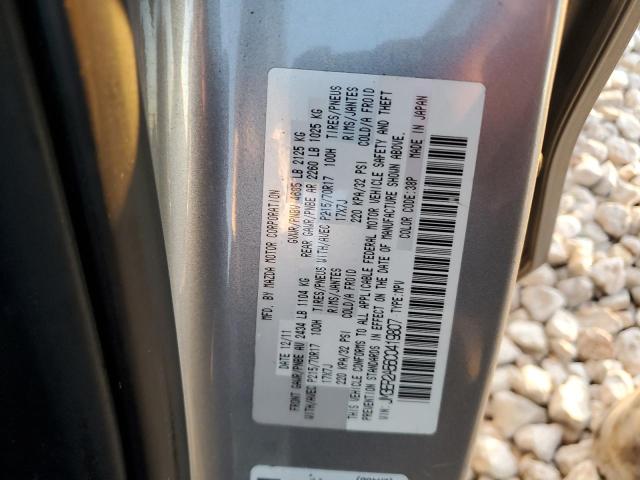 MFD. BY MAZDA MOTOR CORPORATION
DATE 12/11 GVWR/PNBV 4685 LB 2125 KG
FRONT GAWR/PNBE AV 2434 LB 1104 KG REAR GAWR/PNBE AR 2260 LB 1025 KG
WITH/AVEC P215/70R17 100H TIRES/PNEUS WITH/AVEC P215/70R17 100H TIRES/PNEUS
17X7J RIMS/JANTES 17X7J RIMS/JANTES
220 KPA/32 PSI COLD/A FROID 220 KPA/32 PSI COLD/A FROID
THIS VEHICLE CONFORMS TO ALL APPLICABLE FEDERAL MOTOR VEHICLE SAFETY AND THEFT
PREVENTION STANDARDS IN EFFECT ON THE DATE OF MANUFACTURE SHOWN ABOVE.
VIN: TYPE:MPV COLOR CODE:38P MADE IN JAPAN